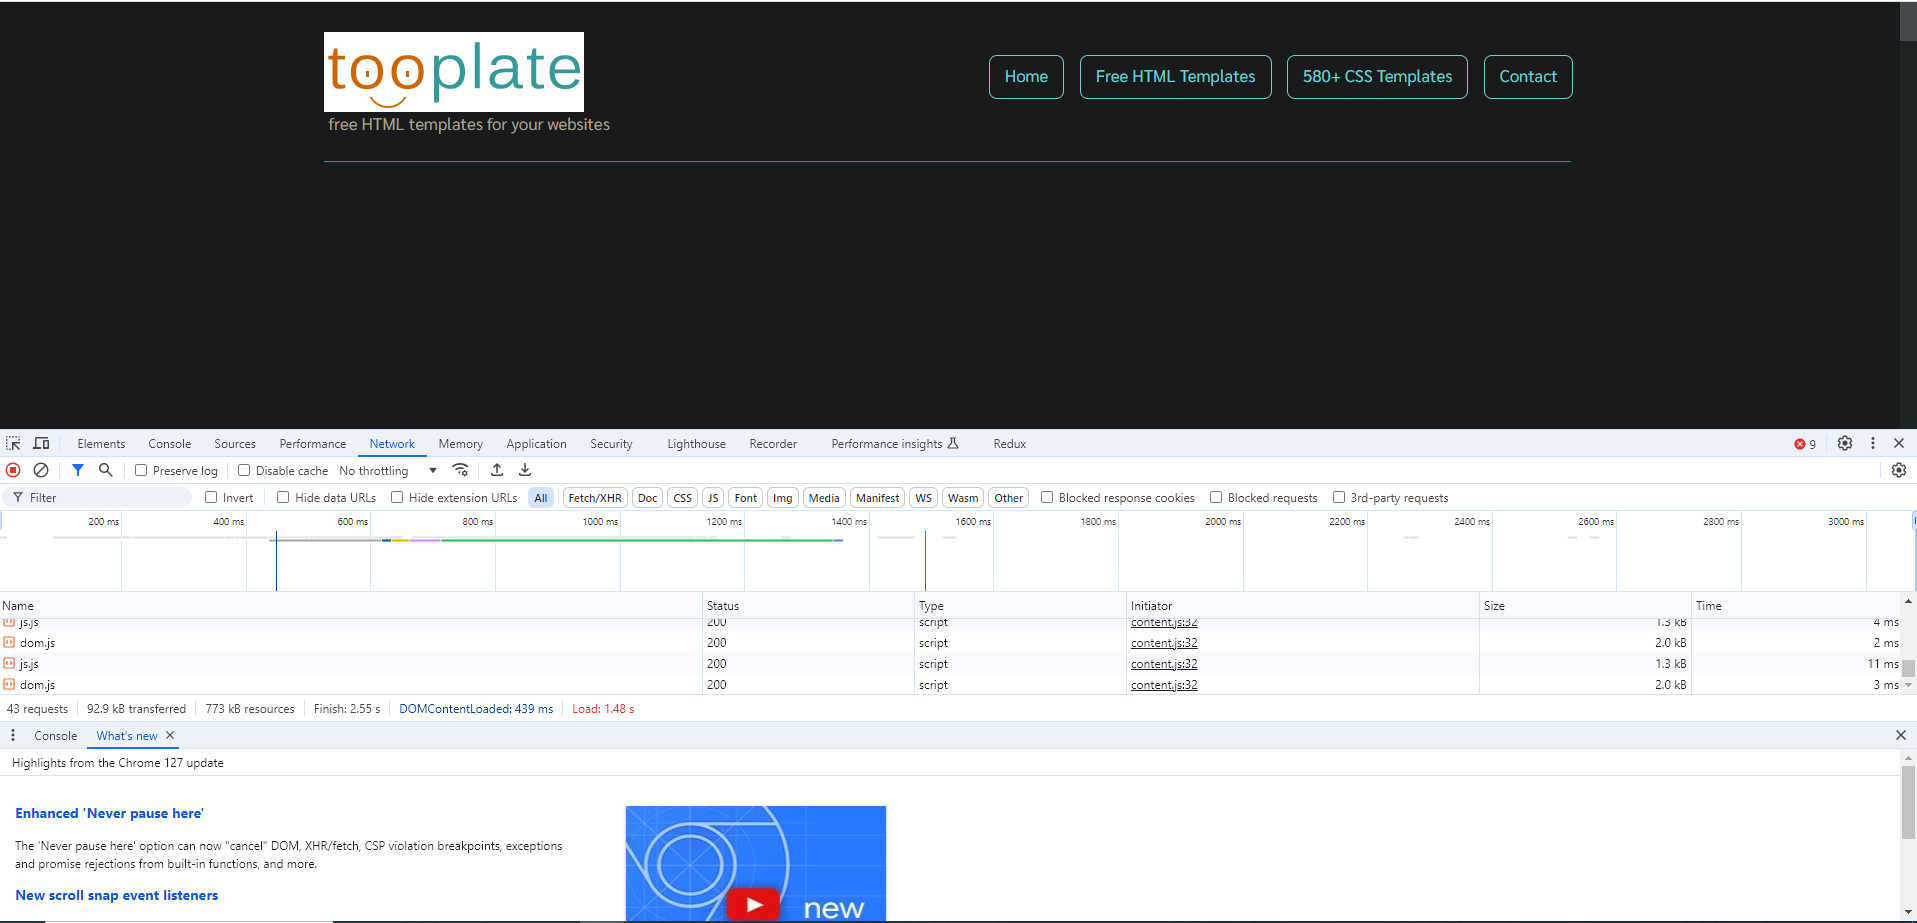 tooplate
free HTML templates for your websites
Home
Free HTML Templates
580+ CSS Templates
Contact
Elements Console Sources Performance Network Memory Application Security Lighthouse Recorder Performance insights Redux 9
Preserve log Disable cache No throttling
Filter Invert Hide data URLs Hide extension URLs All Fetch/XHR Doc CSS JS Font Img Media Manifest WS Wasm Other Blocked response cookies Blocked requests 3rd-party requests
200 ms 400 ms 600 ms 800 ms 1000 ms 1200 ms 1400 ms 1600 ms 1800 ms 2000 ms 2200 ms 2400 ms 2600 ms 2800 ms 3000 ms
Name Status Type Initiator Size Time
js.js 200 script content.js:32 1.3 kB 4 ms
dom.js 200 script content.js:32 2.0 kB 2 ms
js.js 200 script content.js:32 1.3 kB 11 ms
dom.js 200 script content.js:32 2.0 kB 3 ms
43 requests 92.9 kB transferred 773 kB resources Finish: 2.55 s DOMContentLoaded: 439 ms Load: 1.48 s
Console What's new
Highlights from the Chrome 127 update
Enhanced 'Never pause here'
The 'Never pause here' option can now "cancel" DOM, XHR/fetch, CSP violation breakpoints, exceptions
and promise rejections from built-in functions, and more.
New scroll snap event listeners
new